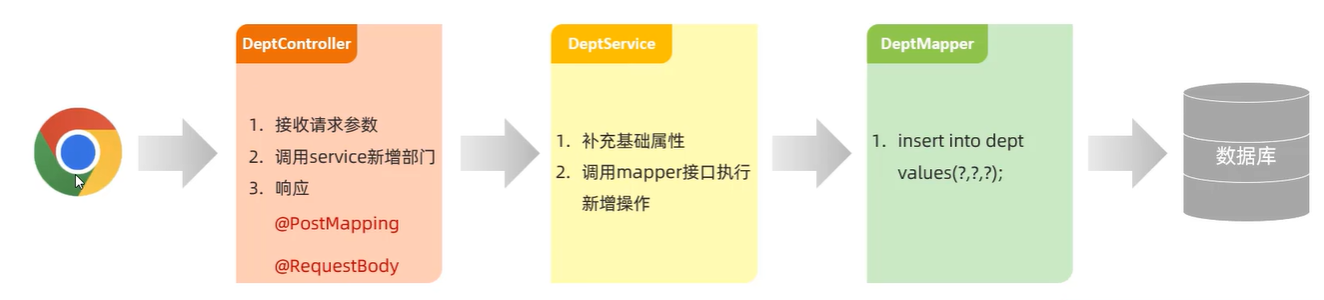 DeptController
1. 接收请求参数
2. 调用service新增部门
3. 响应
@PostMapping
@RequestBody
DeptService
1. 补充基础属性
2. 调用mapper接口执行
新增操作
DeptMapper
1. insert into dept
values(?,?,?);
数据库